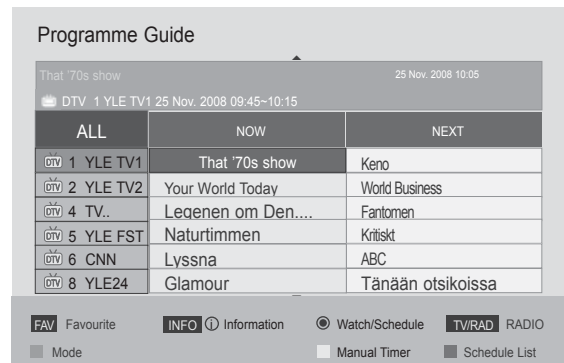 Programme Guide
That '70s show 25 Nov. 2008 10:05
DTV 1 YLE TV1 25 Nov. 2008 09:45~10:15
ALL NOW NEXT
DTV 1 YLE TV1 That '70s show Keno
DTV 2 YLE TV2 Your World Today World Business
DTV 4 TV.. Legenen om Den.... Fantomen
DTV 5 YLE FST Naturtimmen Kritiskt
DTV 6 CNN Lyssna ABC
DTV 8 YLE24 Glamour Tänään otsikoissa
FAV Favourite INFO ⓘ Information Watch/Schedule TV/RAD RADIO
Mode Manual Timer Schedule List